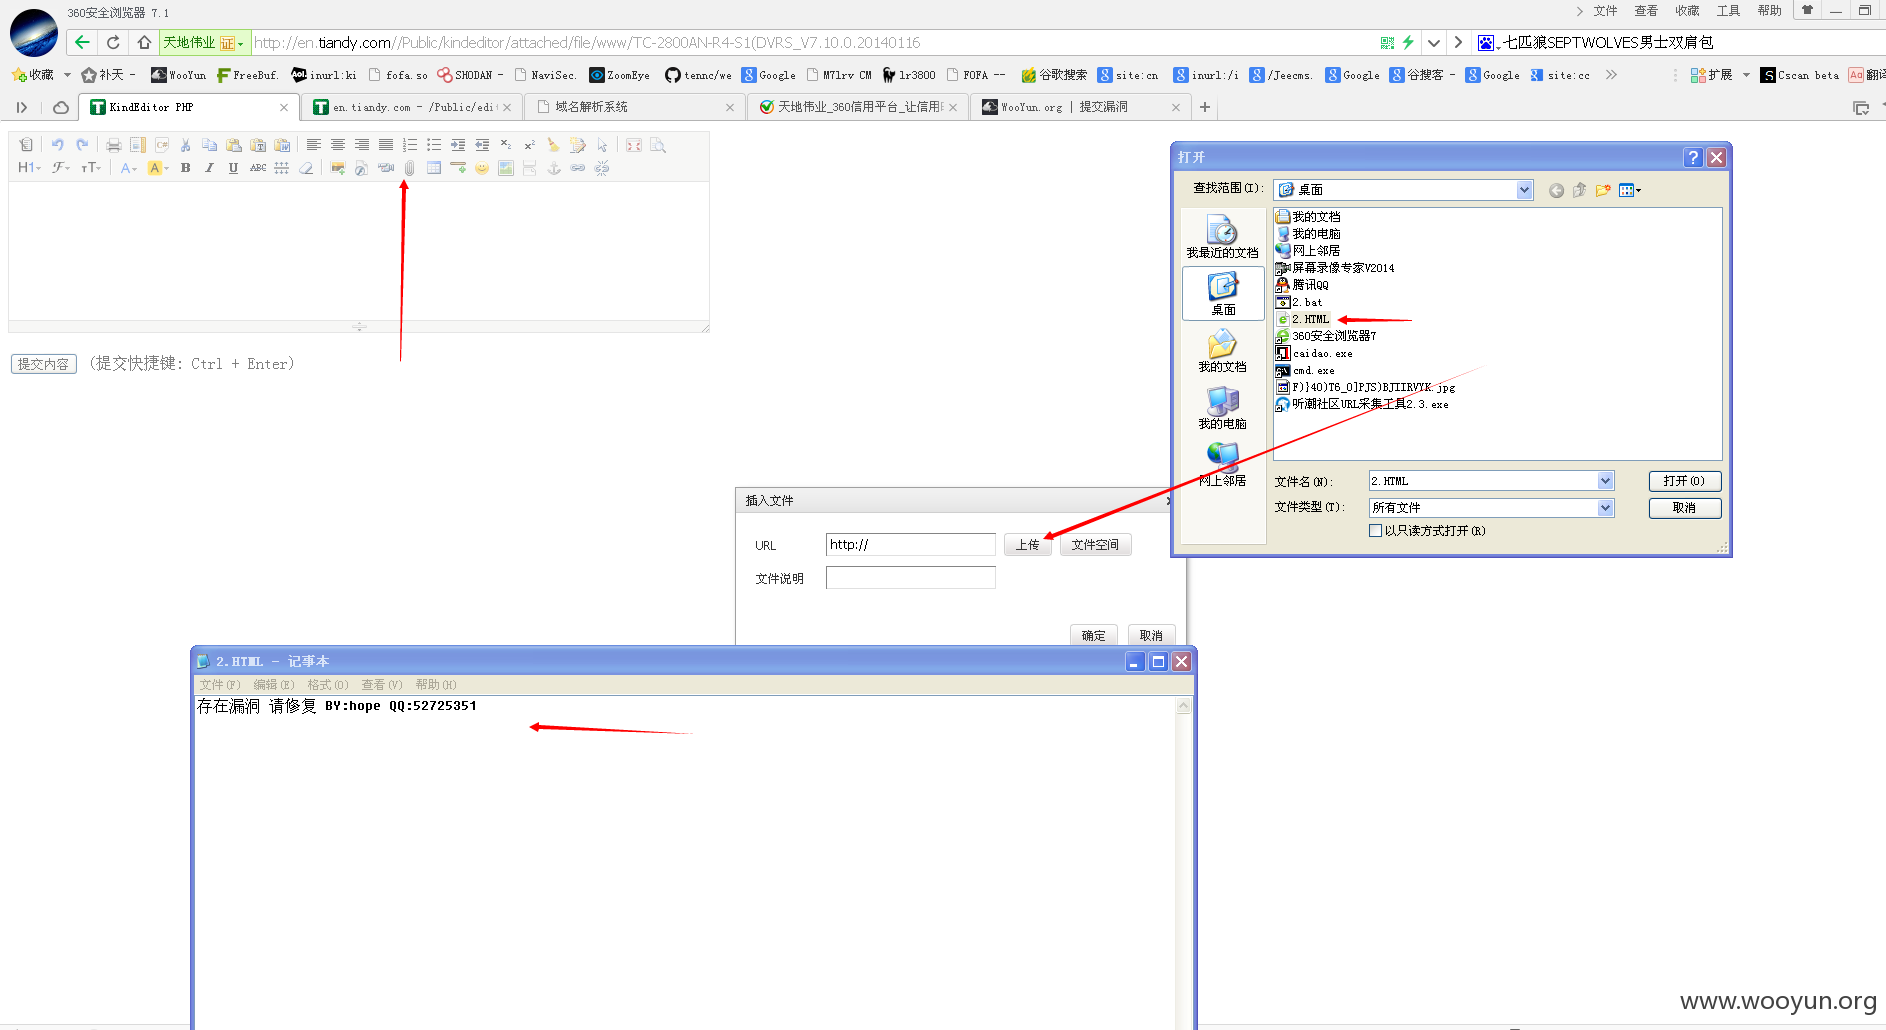 360安全浏览器 7.1
文件 查看 收藏 工具 帮助
天地伟业 证
http://en.tiandy.com//Public/kindeditor/attached/file/www/TC-2800AN-R4-S1(DVRS_V7.10.0.20140116
七匹狼SEPTWOLVES男士双肩包
收藏 补天 - WooYun FreeBuf. inurl:ki fofa.so SHODAN - NaviSec. ZoomEye tennc/we Google M7lrv CM lr3800 FOFA -- 谷歌搜索 site:cn inurl:/i /Jeecms. Google 谷搜客 - Google site:cc 扩展 Cscan beta 翻译
KindEditor PHP
en.tiandy.com - /Public/edi
域名解析系统
天地伟业_360信用平台_让信用
WooYun.org | 提交漏洞
提交内容 (提交快捷键: Ctrl + Enter)
打开
查找范围(I): 桌面
我最近的文档
桌面
我的文档
我的电脑
网上邻居
我的文档
我的电脑
网上邻居
屏幕录像专家V2014
腾讯QQ
2.bat
2.HTML
360安全浏览器7
caidao.exe
cmd.exe
F)}40)T6_O]PJS)BJIIRVYK.jpg
听潮社区URL采集工具2.3.exe
文件名(N): 2.HTML 打开(O)
文件类型(T): 所有文件 取消
以只读方式打开(R)
插入文件
URL http:// 上传 文件空间
文件说明
确定 取消
2.HTML - 记事本
文件(F) 编辑(E) 格式(O) 查看(V) 帮助(H)
存在漏洞 请修复 BY:hope QQ:52725351
www.wooyun.org